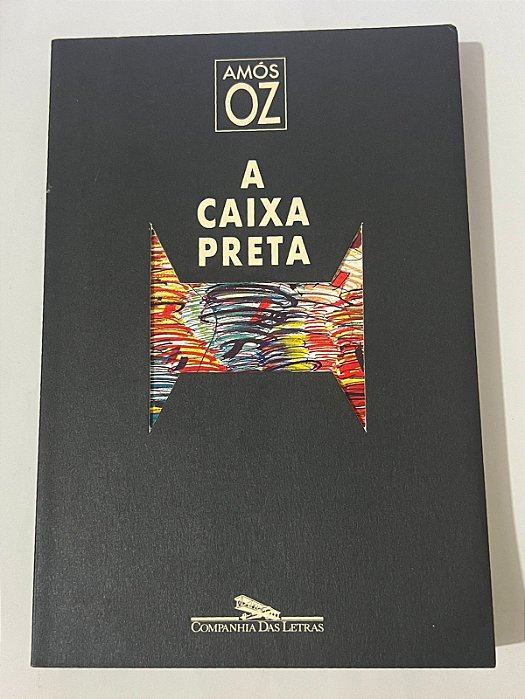 AMÓS
OZ
A
CAIXA
PRETA
COMPANHIA DAS LETRAS